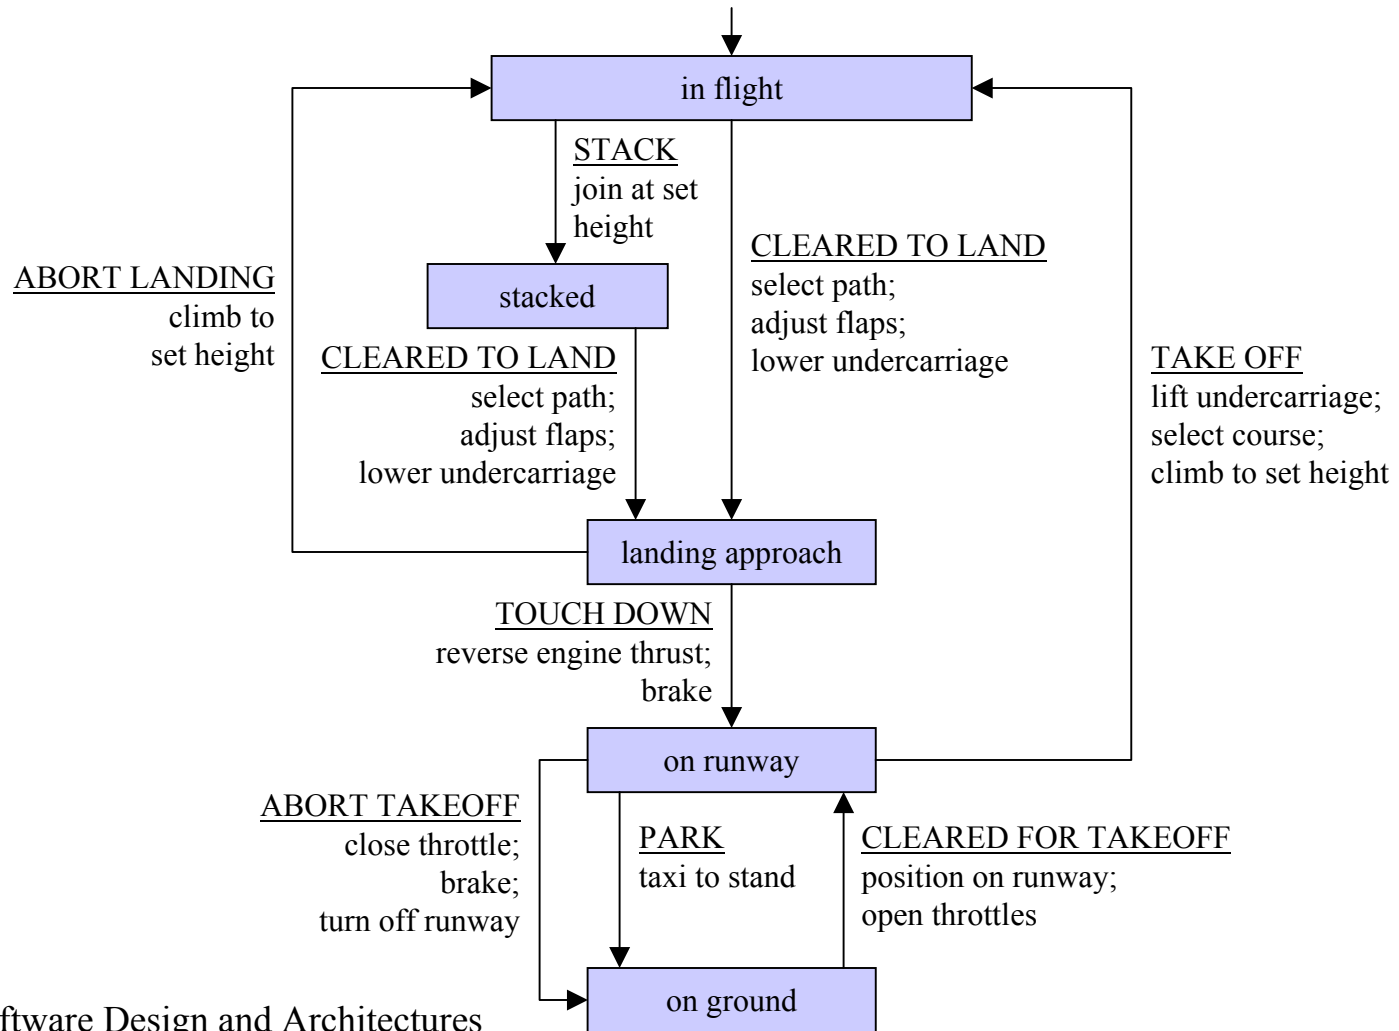 in flight
STACK
join at set
height
CLEARED TO LAND
select path;
adjust flaps;
lower undercarriage
ABORT LANDING
climb to
set height
stacked
CLEARED TO LAND
select path;
adjust flaps;
lower undercarriage
TAKE OFF
lift undercarriage;
select course;
climb to set height
landing approach
TOUCH DOWN
reverse engine thrust;
brake
on runway
ABORT TAKEOFF
close throttle;
brake;
turn off runway
PARK
taxi to stand
CLEARED FOR TAKEOFF
position on runway;
open throttles
on ground
ftware Design and Architectures